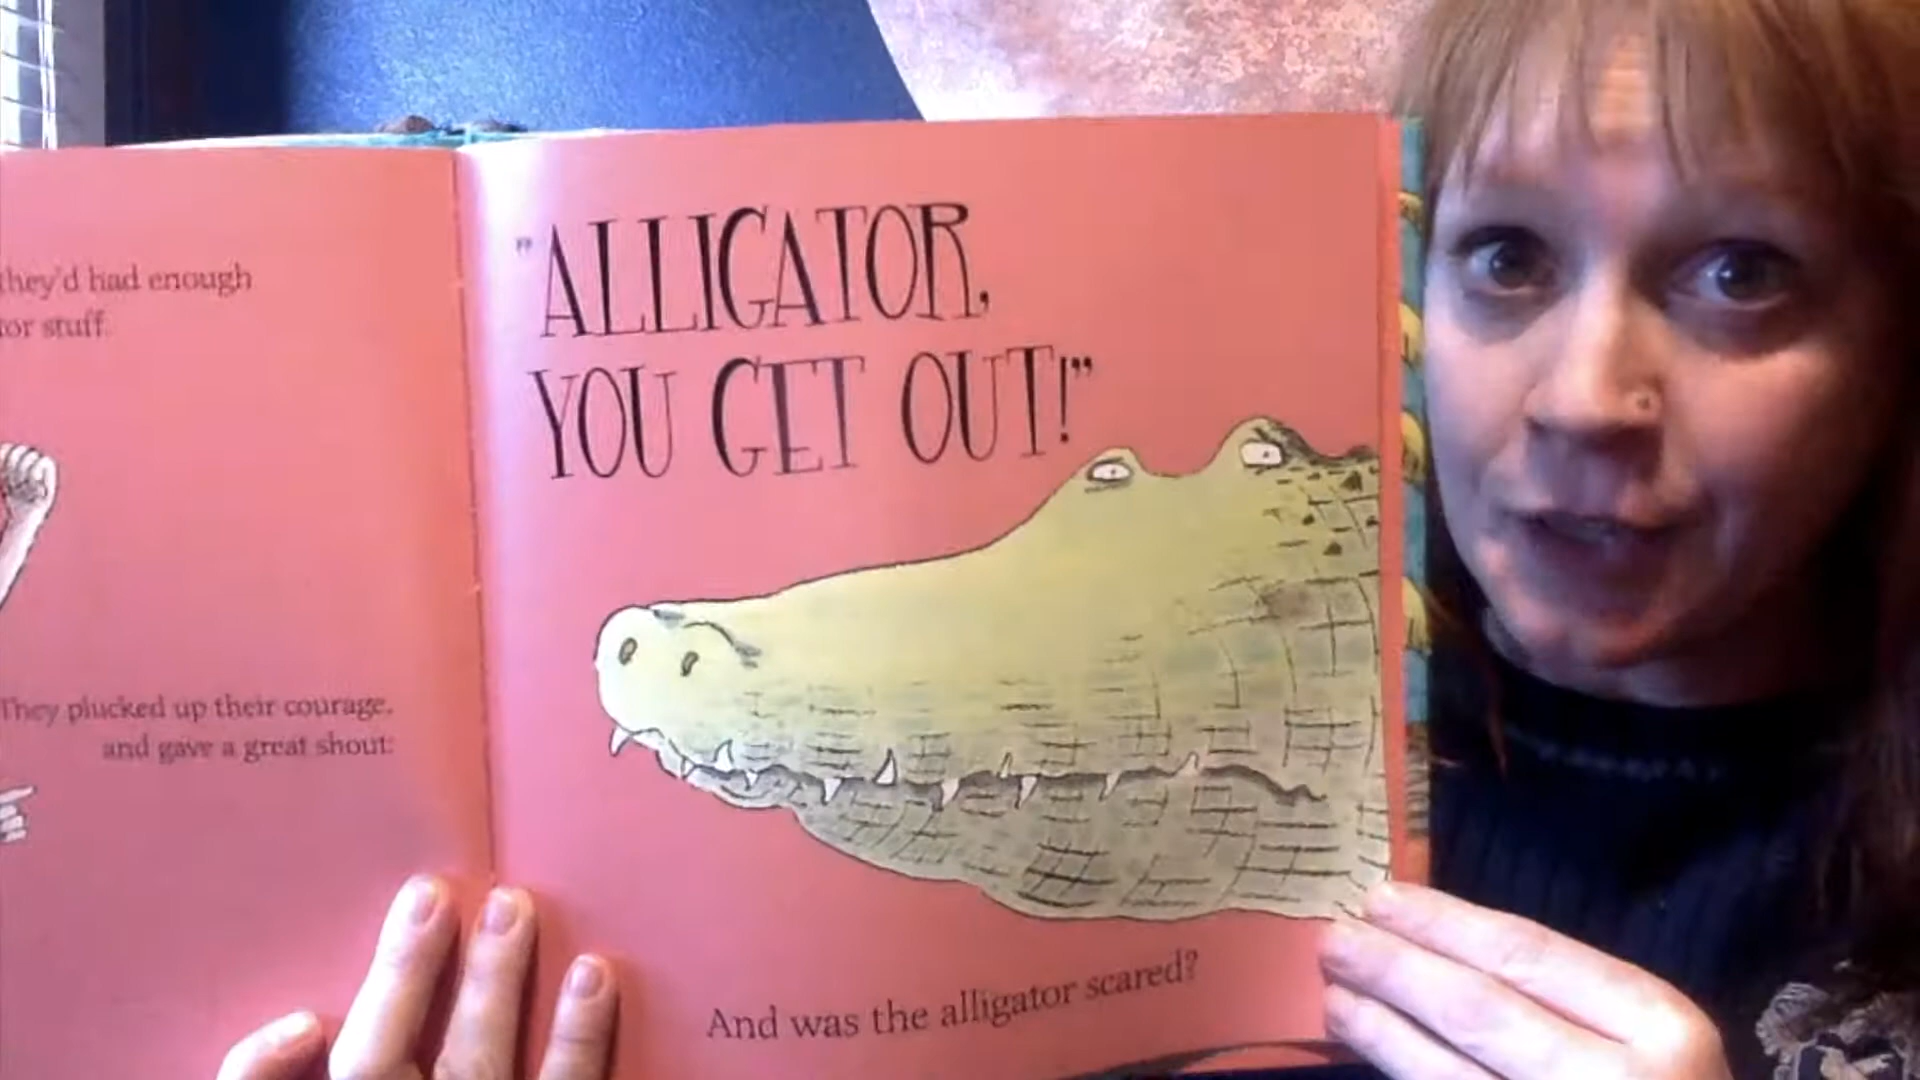 they'd had enough
tor stuff.
They plucked up their courage,
and gave a great shout:
"ALLIGATOR,
YOU GET OUT!"
And was the alligator scared?